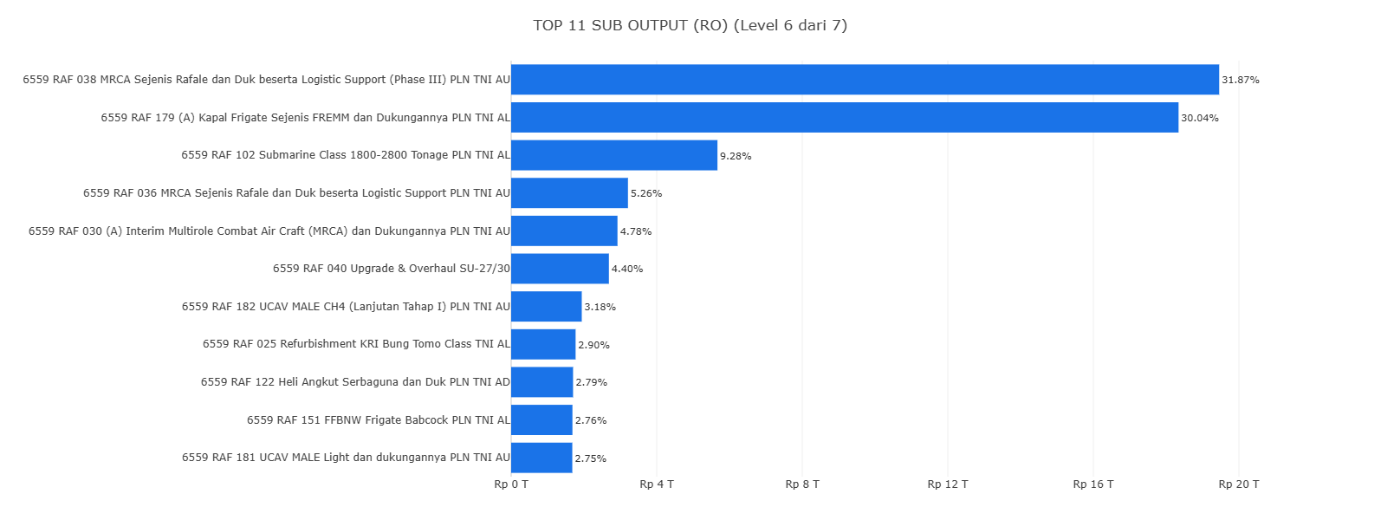 TOP 11 SUB OUTPUT (RO) (Level 6 dari 7)
6559 RAF 038 MRCA Sejenis Rafale dan Duk beserta Logistic Support (Phase III) PLN TNI AU 31.87%
6559 RAF 179 (A) Kapal Frigate Sejenis FREMM dan Dukungannya PLN TNI AL 30.04%
6559 RAF 102 Submarine Class 1800-2800 Tonage PLN TNI AL 9.28%
6559 RAF 036 MRCA Sejenis Rafale dan Duk beserta Logistic Support PLN TNI AU 5.26%
6559 RAF 030 (A) Interim Multirole Combat Air Craft (MRCA) dan Dukungannya PLN TNI AU 4.78%
6559 RAF 040 Upgrade & Overhaul SU-27/30 4.40%
6559 RAF 182 UCAV MALE CH4 (Lanjutan Tahap I) PLN TNI AU 3.18%
6559 RAF 025 Refurbishment KRI Bung Tomo Class TNI AL 2.90%
6559 RAF 122 Heli Angkut Serbaguna dan Duk PLN TNI AD 2.79%
6559 RAF 151 FFBNW Frigate Babcock PLN TNI AL 2.76%
6559 RAF 181 UCAV MALE Light dan dukungannya PLN TNI AU 2.75%
Rp 0 T Rp 4 T Rp 8 T Rp 12 T Rp 16 T Rp 20 T